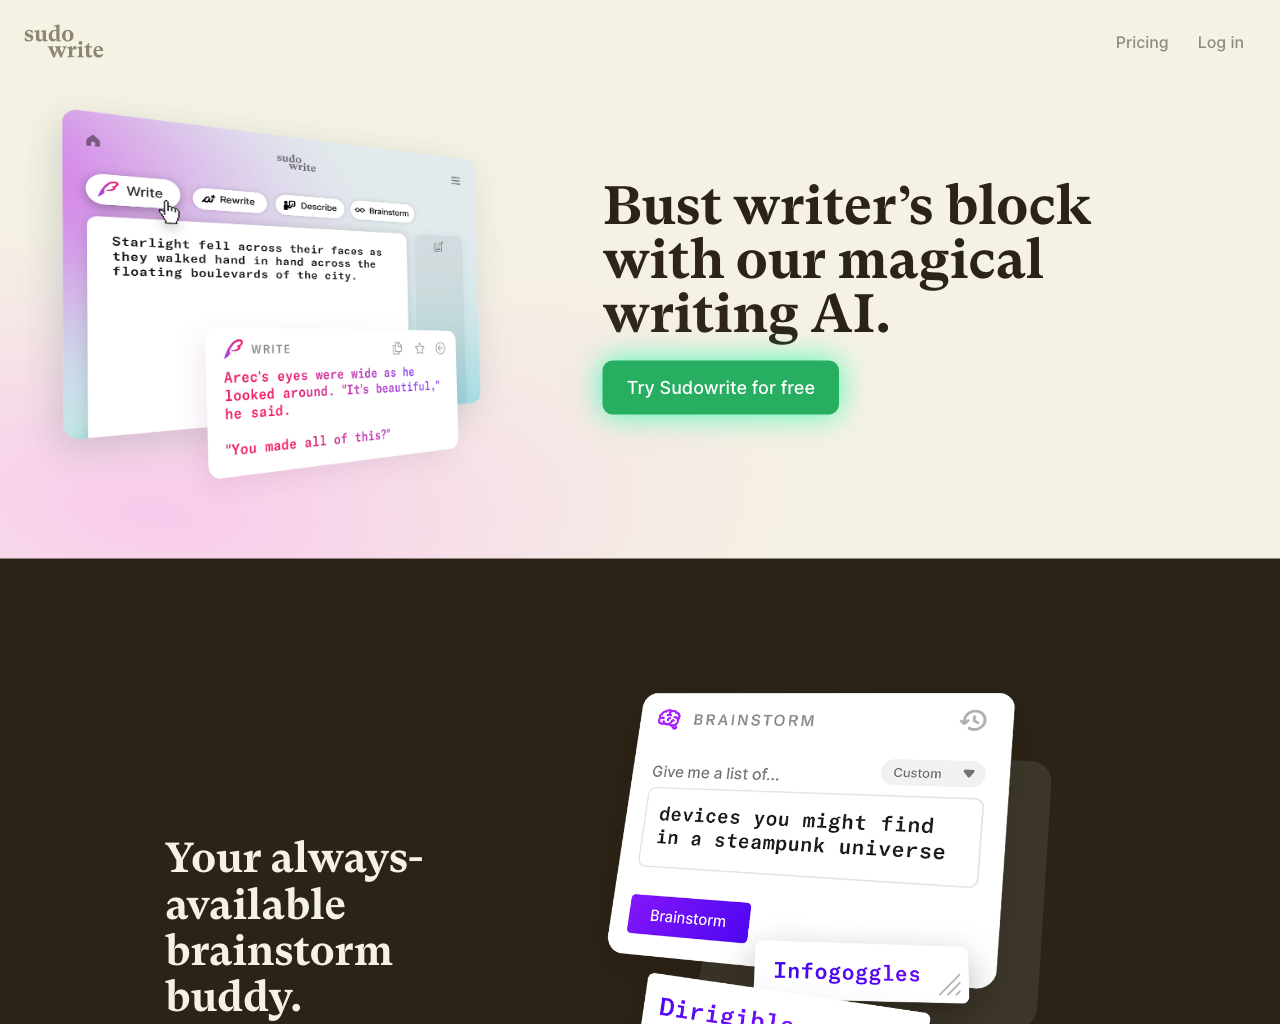 sudo
write
Pricing
Log in
sudo
write
Write
Rewrite
Describe
Brainstorm
Starlight fell across their faces as
they walked hand in hand across the
floating boulevards of the city.
WRITE
Arec's eyes were wide as he
looked around. "It's beautiful,"
he said.
"You made all of this?"
Bust writer’s block
with our magical
writing AI.
Try Sudowrite for free
Your always-
available
brainstorm
buddy.
BRAINSTORM
Give me a list of...
Custom
devices you might find
in a steampunk universe
Brainstorm
Infogoggles